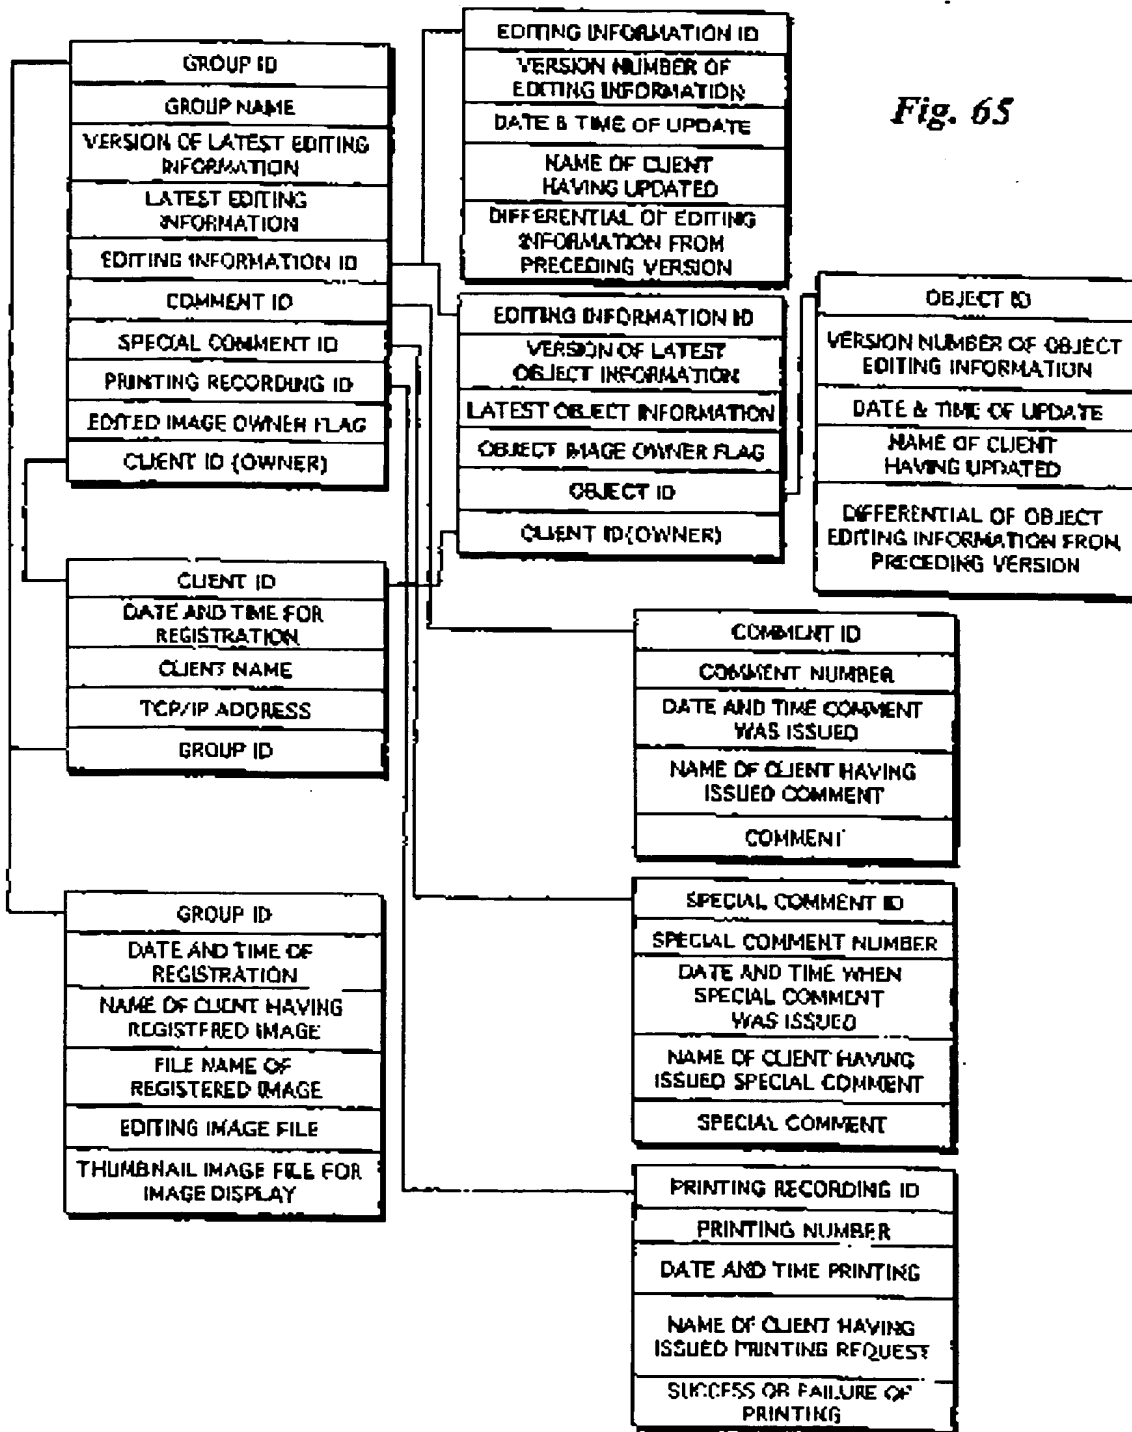 Fig. 65
GROUP ID
GROUP NAME
VERSION OF LATEST EDITING
INFORMATION
LATEST EDITING
INFORMATION
EDITING INFORMATION ID
COMMENT ID
SPECIAL COMMENT ID
PRINTING RECORDING ID
EDITED IMAGE OWNER FLAG
CLIENT ID (OWNER)
EDITING INFORMATION ID
VERSION NUMBER OF
EDITING INFORMATION
DATE & TIME OF UPDATE
NAME OF CLIENT
HAVING UPDATED
DIFFERENTIAL OF EDITING
INFORMATION FROM
PRECEDING VERSION
EDITING INFORMATION ID
VERSION OF LATEST
OBJECT INFORMATION
LATEST OBJECT INFORMATION
OBJECT IMAGE OWNER FLAG
OBJECT ID
CLIENT ID (OWNER)
OBJECT ID
VERSION NUMBER OF OBJECT
EDITING INFORMATION
DATE & TIME OF UPDATE
NAME OF CLIENT
HAVING UPDATED
DIFFERENTIAL OF OBJECT
EDITING INFORMATION FROM
PRECEDING VERSION
CLIENT ID
DATE AND TIME FOR
REGISTRATION
CLIENT NAME
TCP/IP ADDRESS
GROUP ID
COMMENT ID
COMMENT NUMBER
DATE AND TIME COMMENT
WAS ISSUED
NAME OF CLIENT HAVING
ISSUED COMMENT
COMMENT
GROUP ID
DATE AND TIME OF
REGISTRATION
NAME OF CLIENT HAVING
REGISTERED IMAGE
FILE NAME OF
REGISTERED IMAGE
EDITING IMAGE FILE
THUMBNAIL IMAGE FILE FOR
IMAGE DISPLAY
SPECIAL COMMENT ID
SPECIAL COMMENT NUMBER
DATE AND TIME WHEN
SPECIAL COMMENT
WAS ISSUED
NAME OF CLIENT HAVING
ISSUED SPECIAL COMMENT
SPECIAL COMMENT
PRINTING RECORDING ID
PRINTING NUMBER
DATE AND TIME PRINTING
NAME OF CLIENT HAVING
ISSUED PRINTING REQUEST
SUCCESS OR FAILURE OF
PRINTING